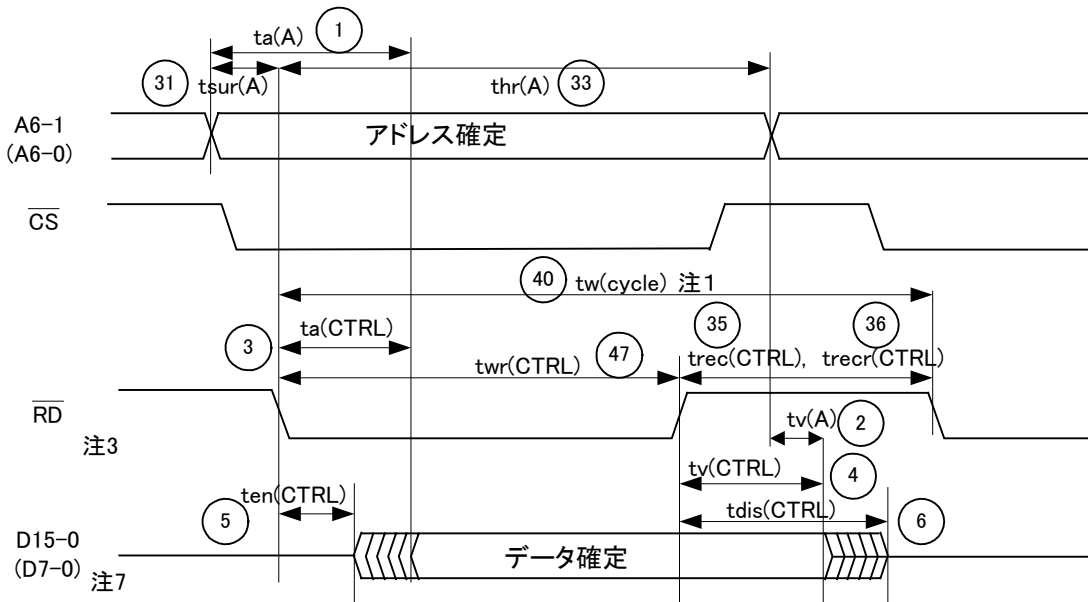 ta(A) 1
31 tsur(A) thr(A) 33
A6-1
(A6-0) アドレス確定
CS
40 tw(cycle) 注1
3 ta(CTRL) 35 36
twr(CTRL) 47 trec(CTRL), trecr(CTRL)
RD
注3
tv(A) 2
tv(CTRL) 4
5 ten(CTRL) tdis(CTRL) 6
D15-0
(D7-0) 注7 データ確定